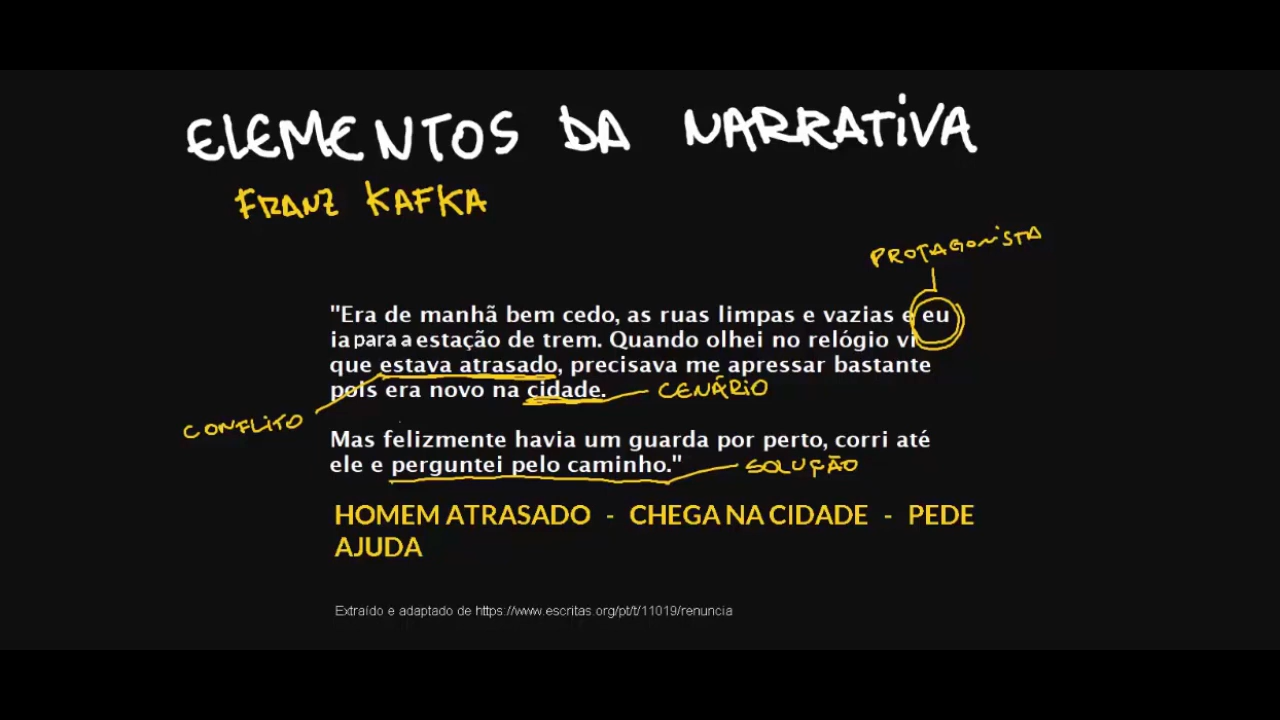 ELEMENTOS DA NARRATIVA
FRANZ KAFKA
PROTAGONISTA
"Era de manhã bem cedo, as ruas limpas e vazias e eu
ia para a estação de trem. Quando olhei no relógio vi
que estava atrasado, precisava me apressar bastante
pois era novo na cidade.
CENÁRIO
CONFLITO
Mas felizmente havia um guarda por perto, corri até
ele e perguntei pelo caminho."
SOLUÇÃO
HOMEM ATRASADO - CHEGA NA CIDADE - PEDE
AJUDA
Extraído e adaptado de https://www.escritas.org/pt/t/11019/renuncia